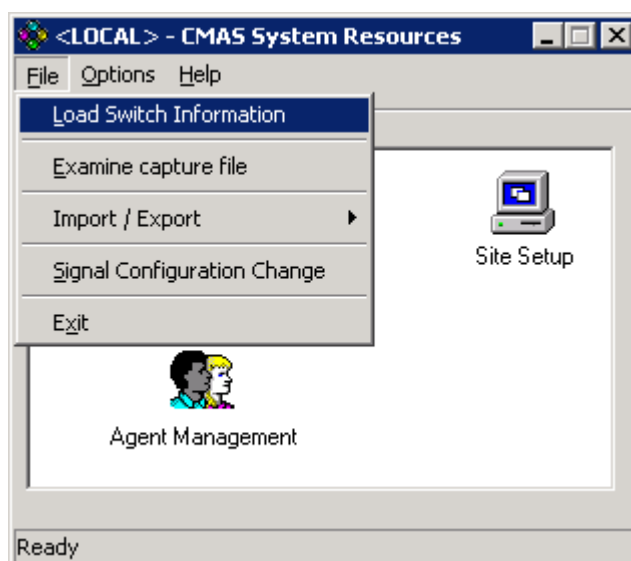 <LOCAL> - CMAS System Resources
File Options Help
Load Switch Information
Examine capture file
Import / Export
Signal Configuration Change
Exit
Site Setup
Agent Management
Ready